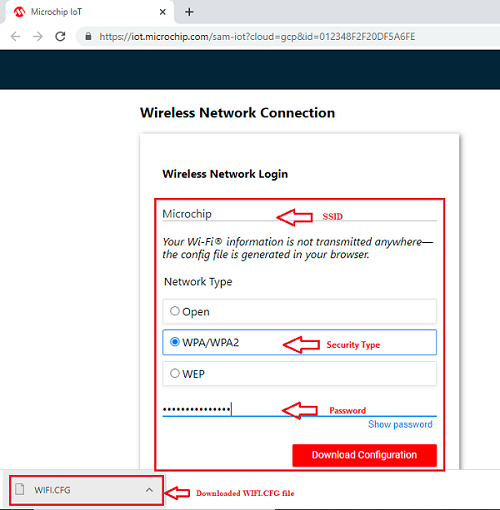 Microchip IoT
https://iot.microchip.com/sam-iot?cloud=gcp&id=012348F2F20DF5A6FE
Wireless Network Connection
Wireless Network Login
Microchip
SSID
Your Wi-Fi® information is not transmitted anywhere—
the config file is generated in your browser.
Network Type
Open
WPA/WPA2
Security Type
WEP
•••••••••••••••
Password
Show password
Download Configuration
WIFI.CFG
Downloaded WIFI.CFG file